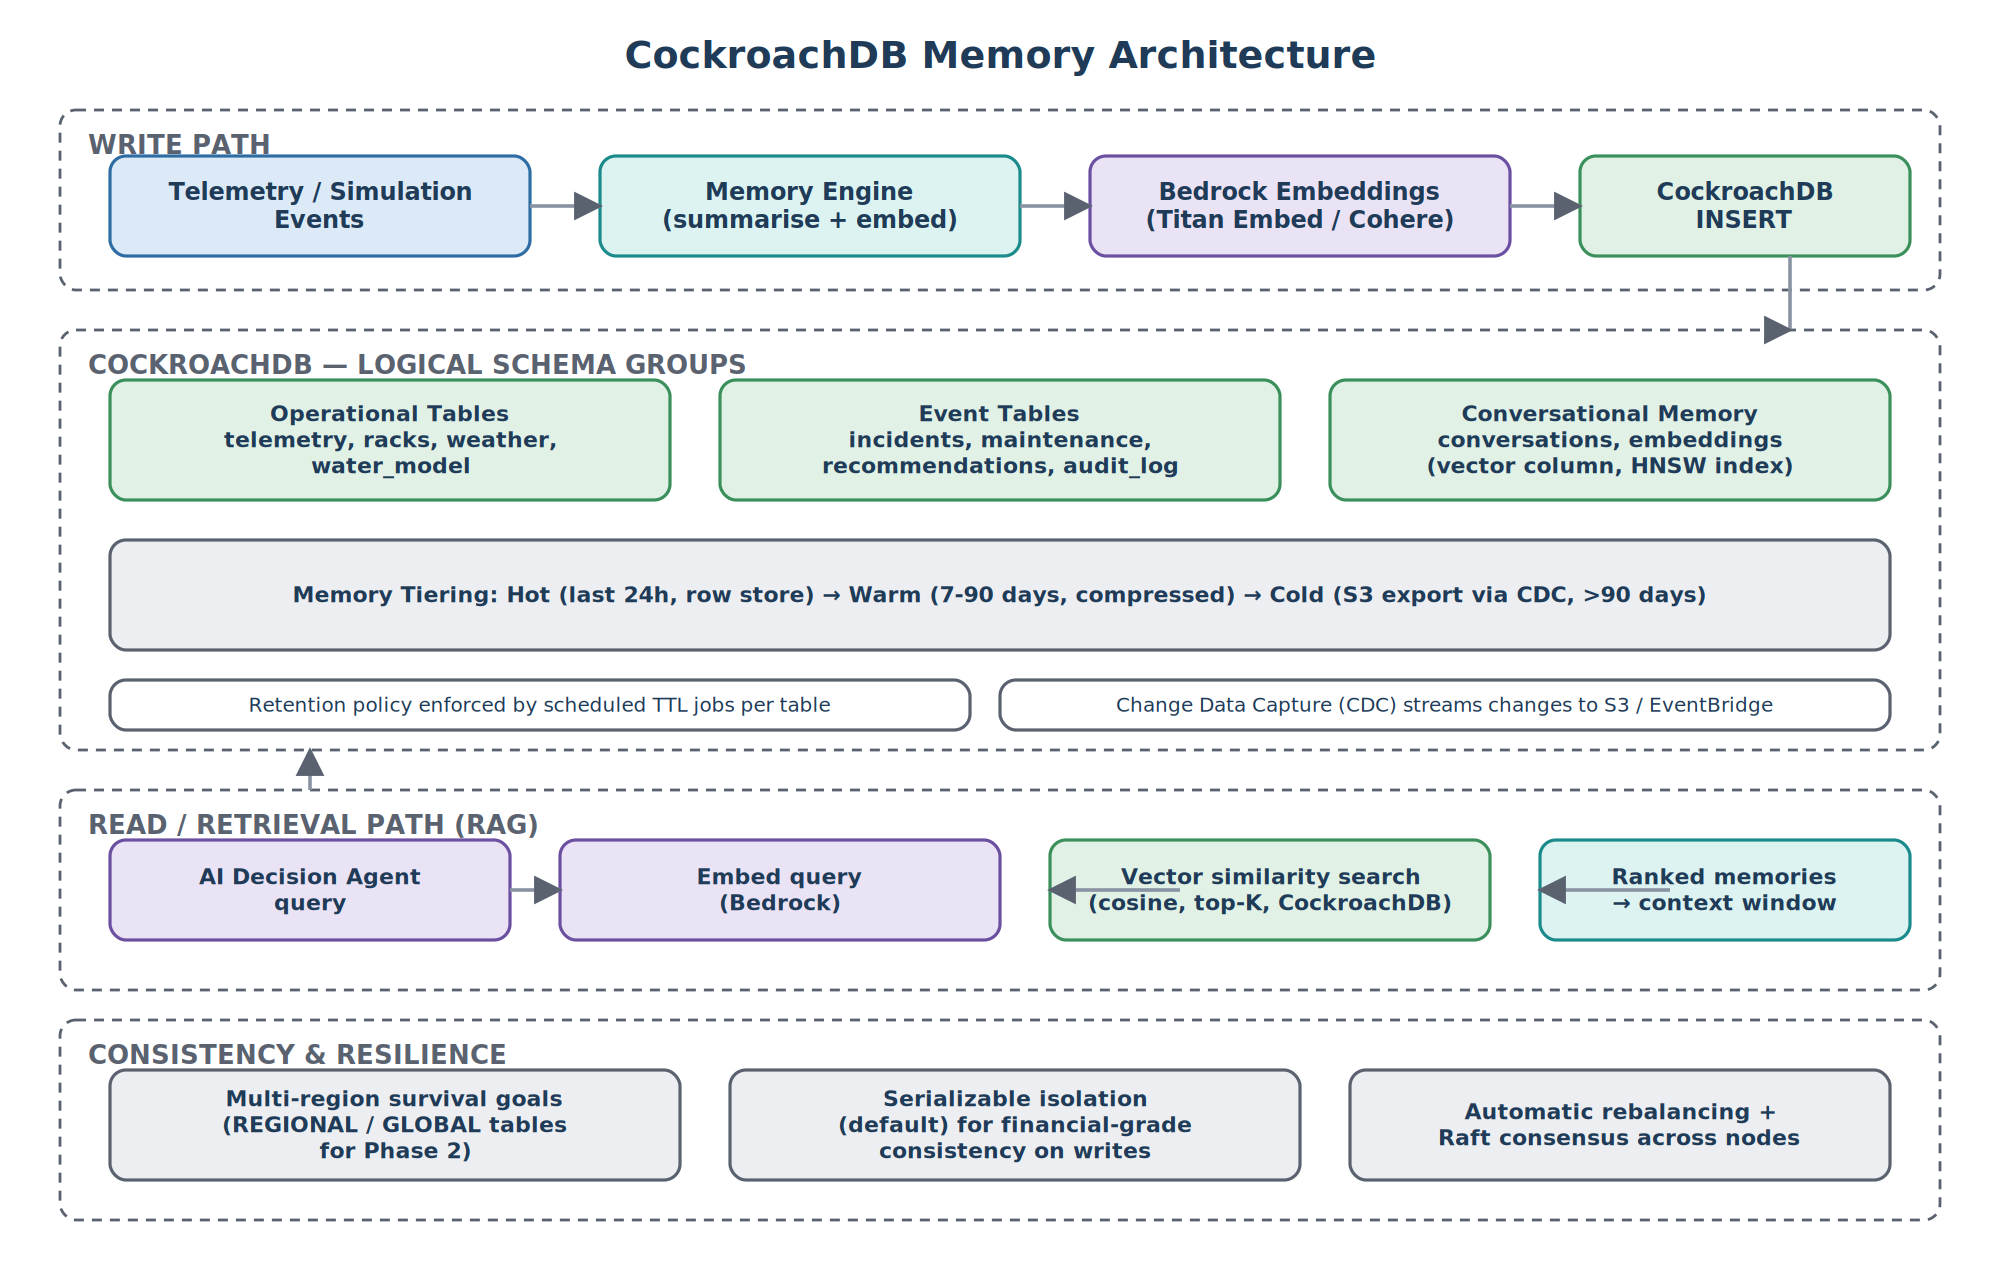 CockroachDB Memory Architecture
WRITE PATH
Telemetry / Simulation
Events
Memory Engine
(summarise + embed)
Bedrock Embeddings
(Titan Embed / Cohere)
CockroachDB
INSERT
COCKROACHDB — LOGICAL SCHEMA GROUPS
Operational Tables
telemetry, racks, weather,
water_model
Event Tables
incidents, maintenance,
recommendations, audit_log
Conversational Memory
conversations, embeddings
(vector column, HNSW index)
Memory Tiering: Hot (last 24h, row store) → Warm (7-90 days, compressed) → Cold (S3 export via CDC, >90 days)
Retention policy enforced by scheduled TTL jobs per table
Change Data Capture (CDC) streams changes to S3 / EventBridge
READ / RETRIEVAL PATH (RAG)
AI Decision Agent
query
Embed query
(Bedrock)
Vector similarity search
(cosine, top-K, CockroachDB)
Ranked memories
→ context window
CONSISTENCY & RESILIENCE
Multi-region survival goals
(REGIONAL / GLOBAL tables
for Phase 2)
Serializable isolation
(default) for financial-grade
consistency on writes
Automatic rebalancing +
Raft consensus across nodes